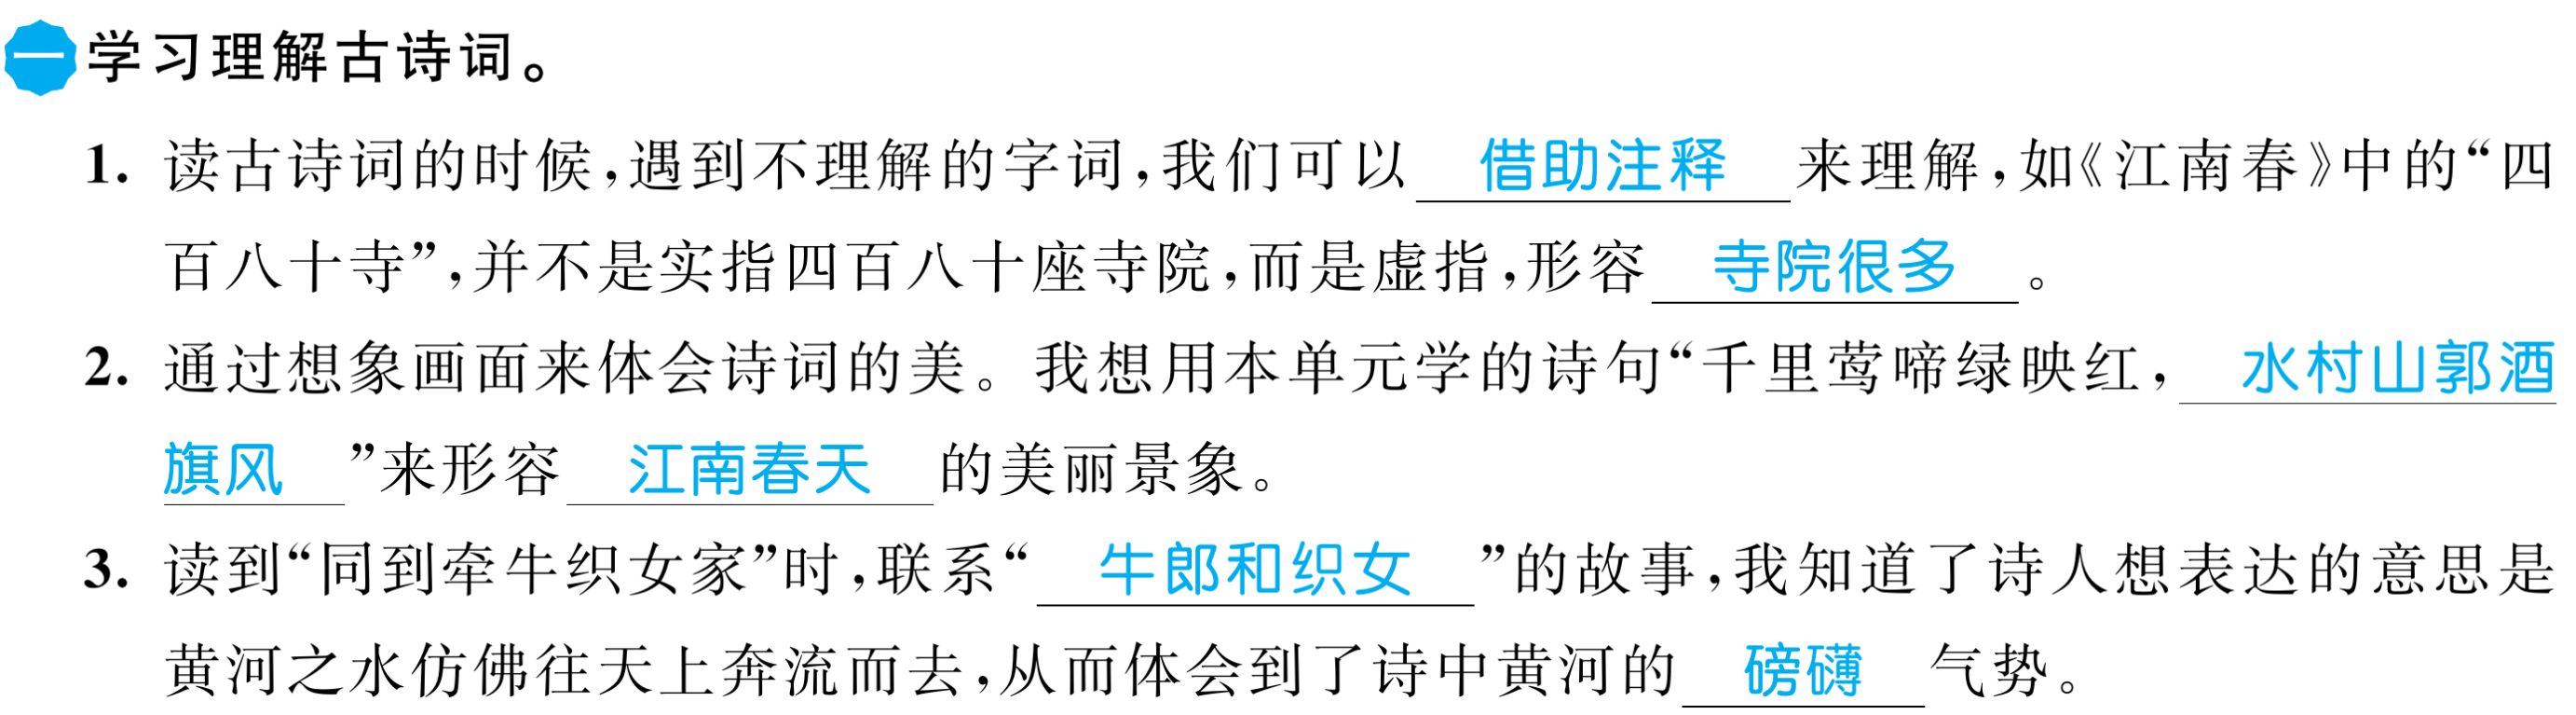 一 学习理解古诗词。
1. 读古诗词的时候，遇到不理解的字词，我们可以 借助注释 来理解，如《江南春》中的“四
百八十寺”，并不是实指四百八十座寺院，而是虚指，形容 寺院很多 。
2. 通过想象画面来体会诗词的美。我想用本单元学的诗句“千里莺啼绿映红， 水村山郭酒
旗风 ”来形容 江南春天 的美丽景象。
3. 读到“同到牵牛织女家”时，联系“ 牛郎和织女 ”的故事，我知道了诗人想表达的意思是
黄河之水仿佛往天上奔流而去，从而体会到了诗中黄河的 磅礴 气势。